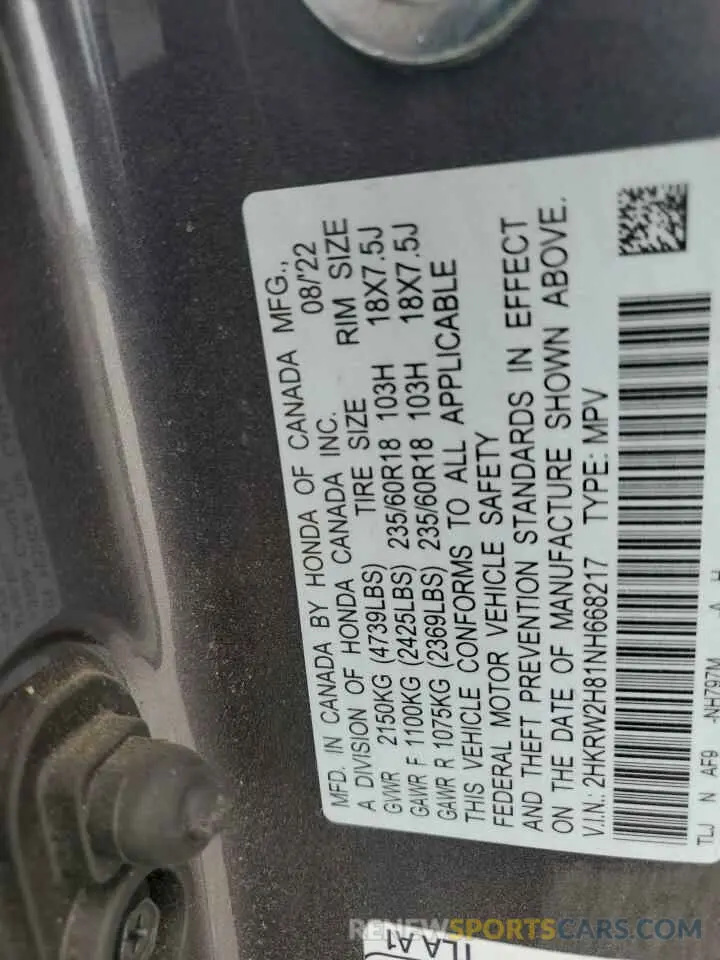 MFD. IN CANADA BY HONDA OF CANADA MFG.,
A DIVISION OF HONDA CANADA INC. 08/'22
TIRE SIZE RIM SIZE
GVWR 2150KG (4739LBS)
GAWR F 1100KG (2425LBS) 235/60R18 103H 18X7.5J
GAWR R 1075KG (2369LBS) 235/60R18 103H 18X7.5J
THIS VEHICLE CONFORMS TO ALL APPLICABLE
FEDERAL MOTOR VEHICLE SAFETY
AND THEFT PREVENTION STANDARDS IN EFFECT
ON THE DATE OF MANUFACTURE SHOWN ABOVE.
V.I.N.: 2HKRW2H81NH668217 TYPE: MPV
TLJ N AF9 NH797M A H
RENEWSPORTSCARS.COM